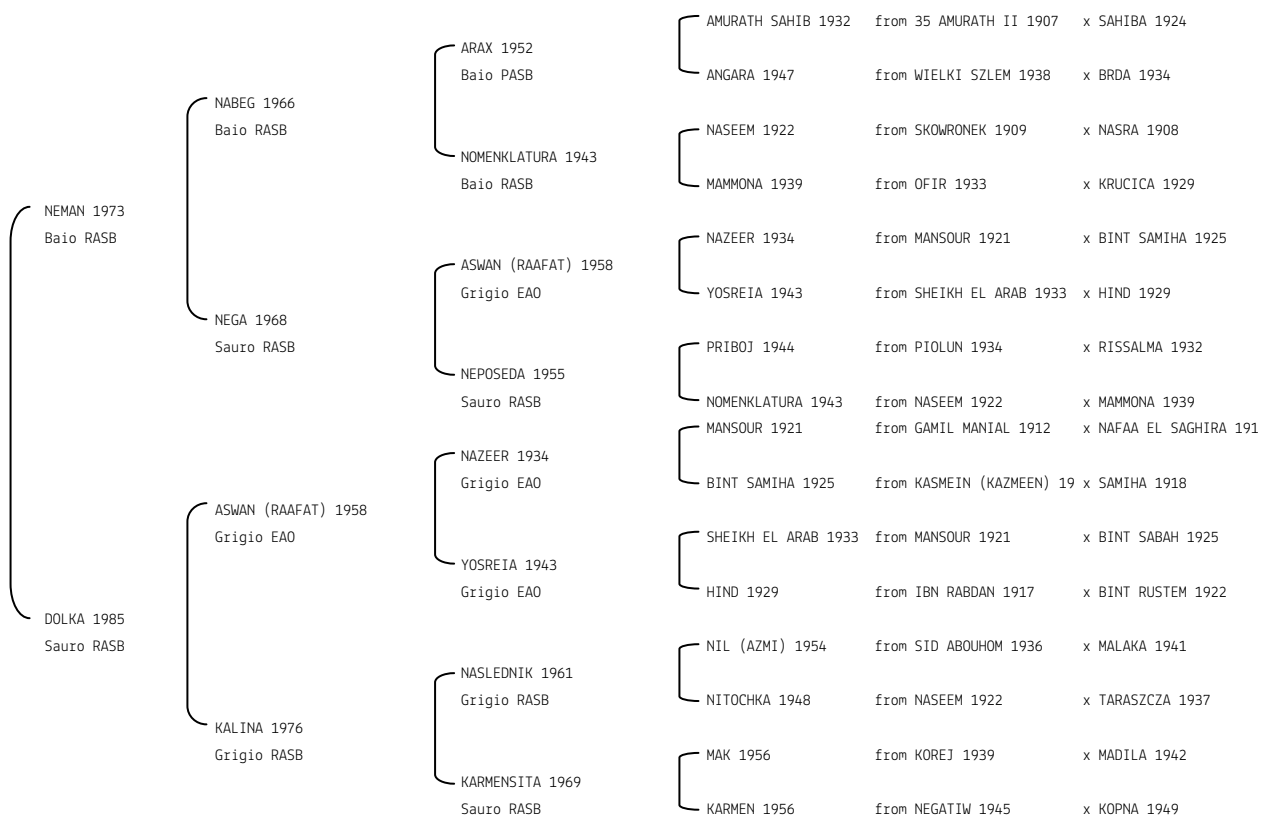 AMURATH SAHIB 1932 from 35 AMURATH II 1907 x SAHIBA 1924
ARAX 1952
Baio PASB
ANGARA 1947 from WIELKI SZLEM 1938 x BRDA 1934
NABEG 1966
Baio RASB
NASEEM 1922 from SKOWRONEK 1909 x NASRA 1908
NOMENKLATURA 1943
Baio RASB
MAMMONA 1939 from OFIR 1933 x KRUCICA 1929
NEMAN 1973
Baio RASB
NAZEER 1934 from MANSOUR 1921 x BINT SAMIHA 1925
ASWAN (RAAFAT) 1958
Grigio EAO
YOSREIA 1943 from SHEIKH EL ARAB 1933 x HIND 1929
NEGA 1968
Sauro RASB
PRIBOJ 1944 from PIOLUN 1934 x RISSALMA 1932
NEPOSEDA 1955
Sauro RASB
NOMENKLATURA 1943 from NASEEM 1922 x MAMMONA 1939
MANSOUR 1921 from GAMIL MANIAL 1912 x NAFAA EL SAGHIRA 191
NAZEER 1934
Grigio EAO
BINT SAMIHA 1925 from KASMEIN (KAZMEEN) 19 x SAMIHA 1918
ASWAN (RAAFAT) 1958
Grigio EAO
SHEIKH EL ARAB 1933 from MANSOUR 1921 x BINT SABAH 1925
YOSREIA 1943
Grigio EAO
HIND 1929 from IBN RABDAN 1917 x BINT RUSTEM 1922
DOLKA 1985
Sauro RASB
NIL (AZMI) 1954 from SID ABOUHOM 1936 x MALAKA 1941
NASLEDNIK 1961
Grigio RASB
NITOCHKA 1948 from NASEEM 1922 x TARASZCZA 1937
KALINA 1976
Grigio RASB
MAK 1956 from KOREJ 1939 x MADILA 1942
KARMENSITA 1969
Sauro RASB
KARMEN 1956 from NEGATIW 1945 x KOPNA 1949